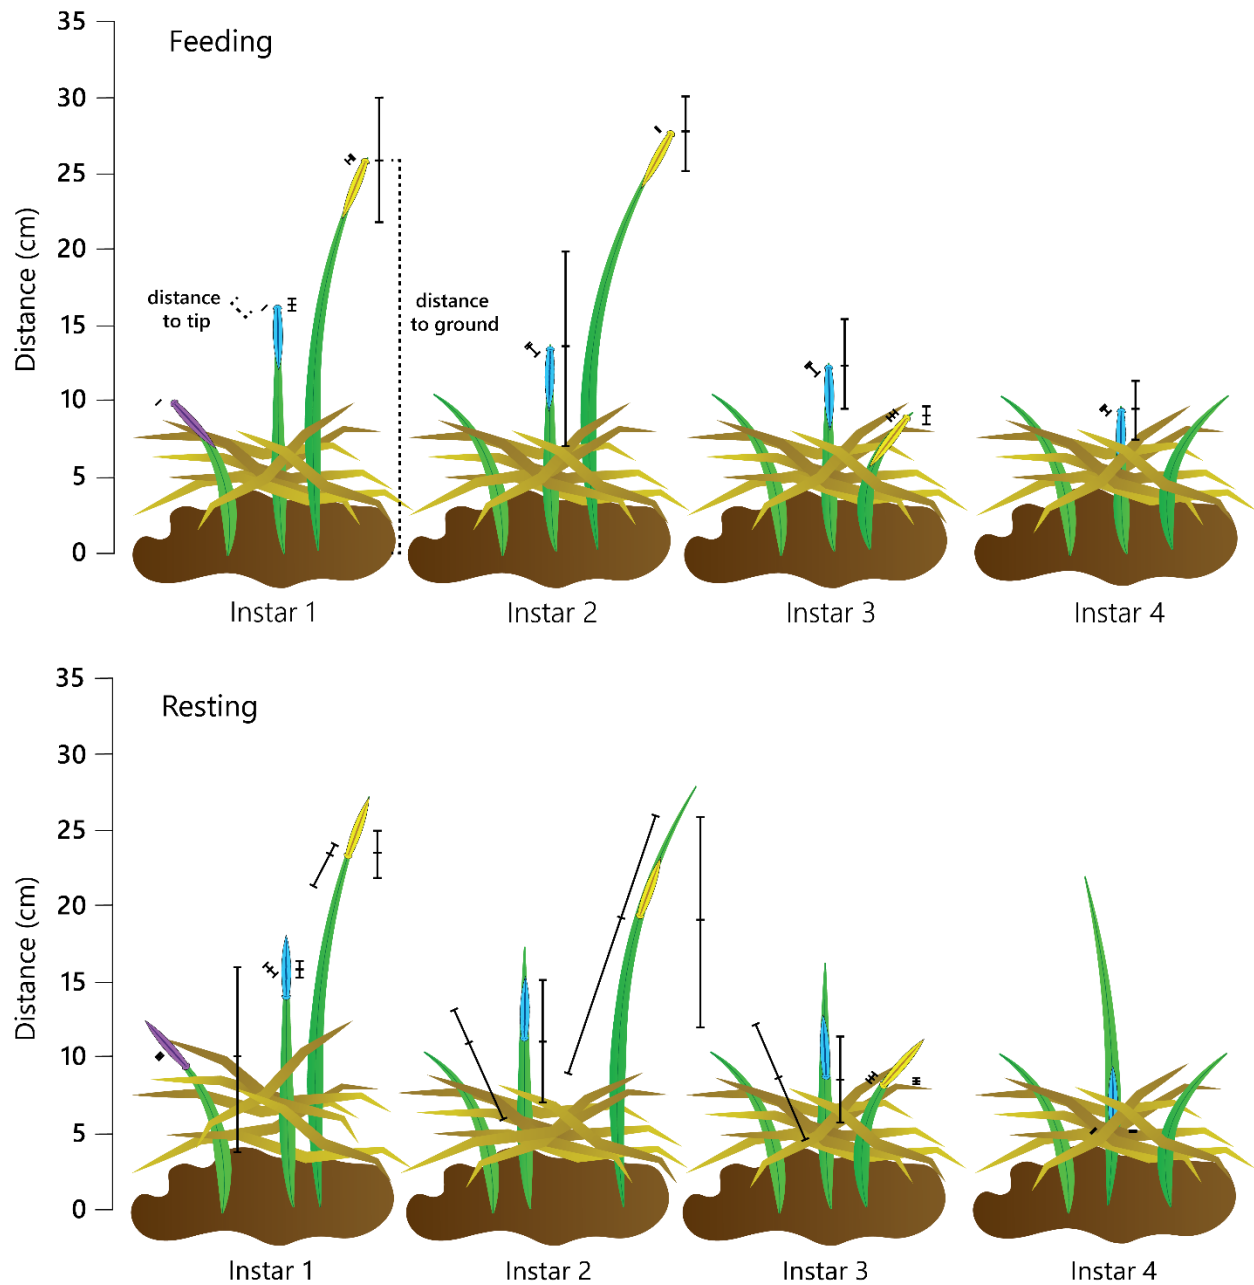 35
Feeding
30
25
20
distance
to tip
distance
to ground
15
10
5
0
Distance (cm)
Instar 1
Instar 2
Instar 3
Instar 4
35
Resting
30
25
20
15
10
5
0
Distance (cm)
Instar 1
Instar 2
Instar 3
Instar 4